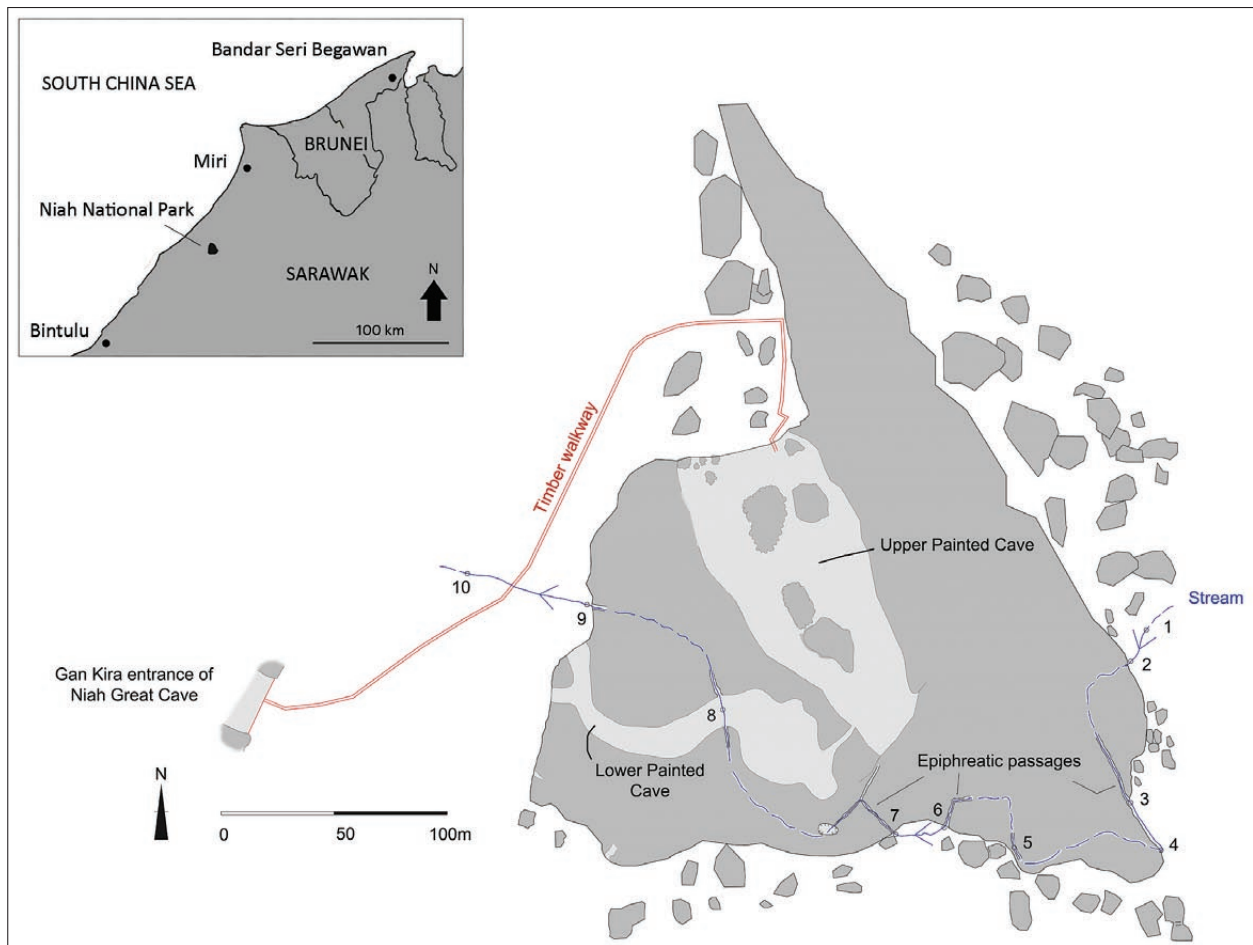 Bandar Seri Begawan
SOUTH CHINA SEA
BRUNEI
Miri
Niah National Park
SARAWAK
N
Bintulu
100 km
Timber walkway
Upper Painted Cave
10
9
Stream
1
2
Gan Kira entrance of
Niah Great Cave
8
Lower Painted
Cave
Epiphreatic passages
N
7
6
3
5
4
0
50
100m